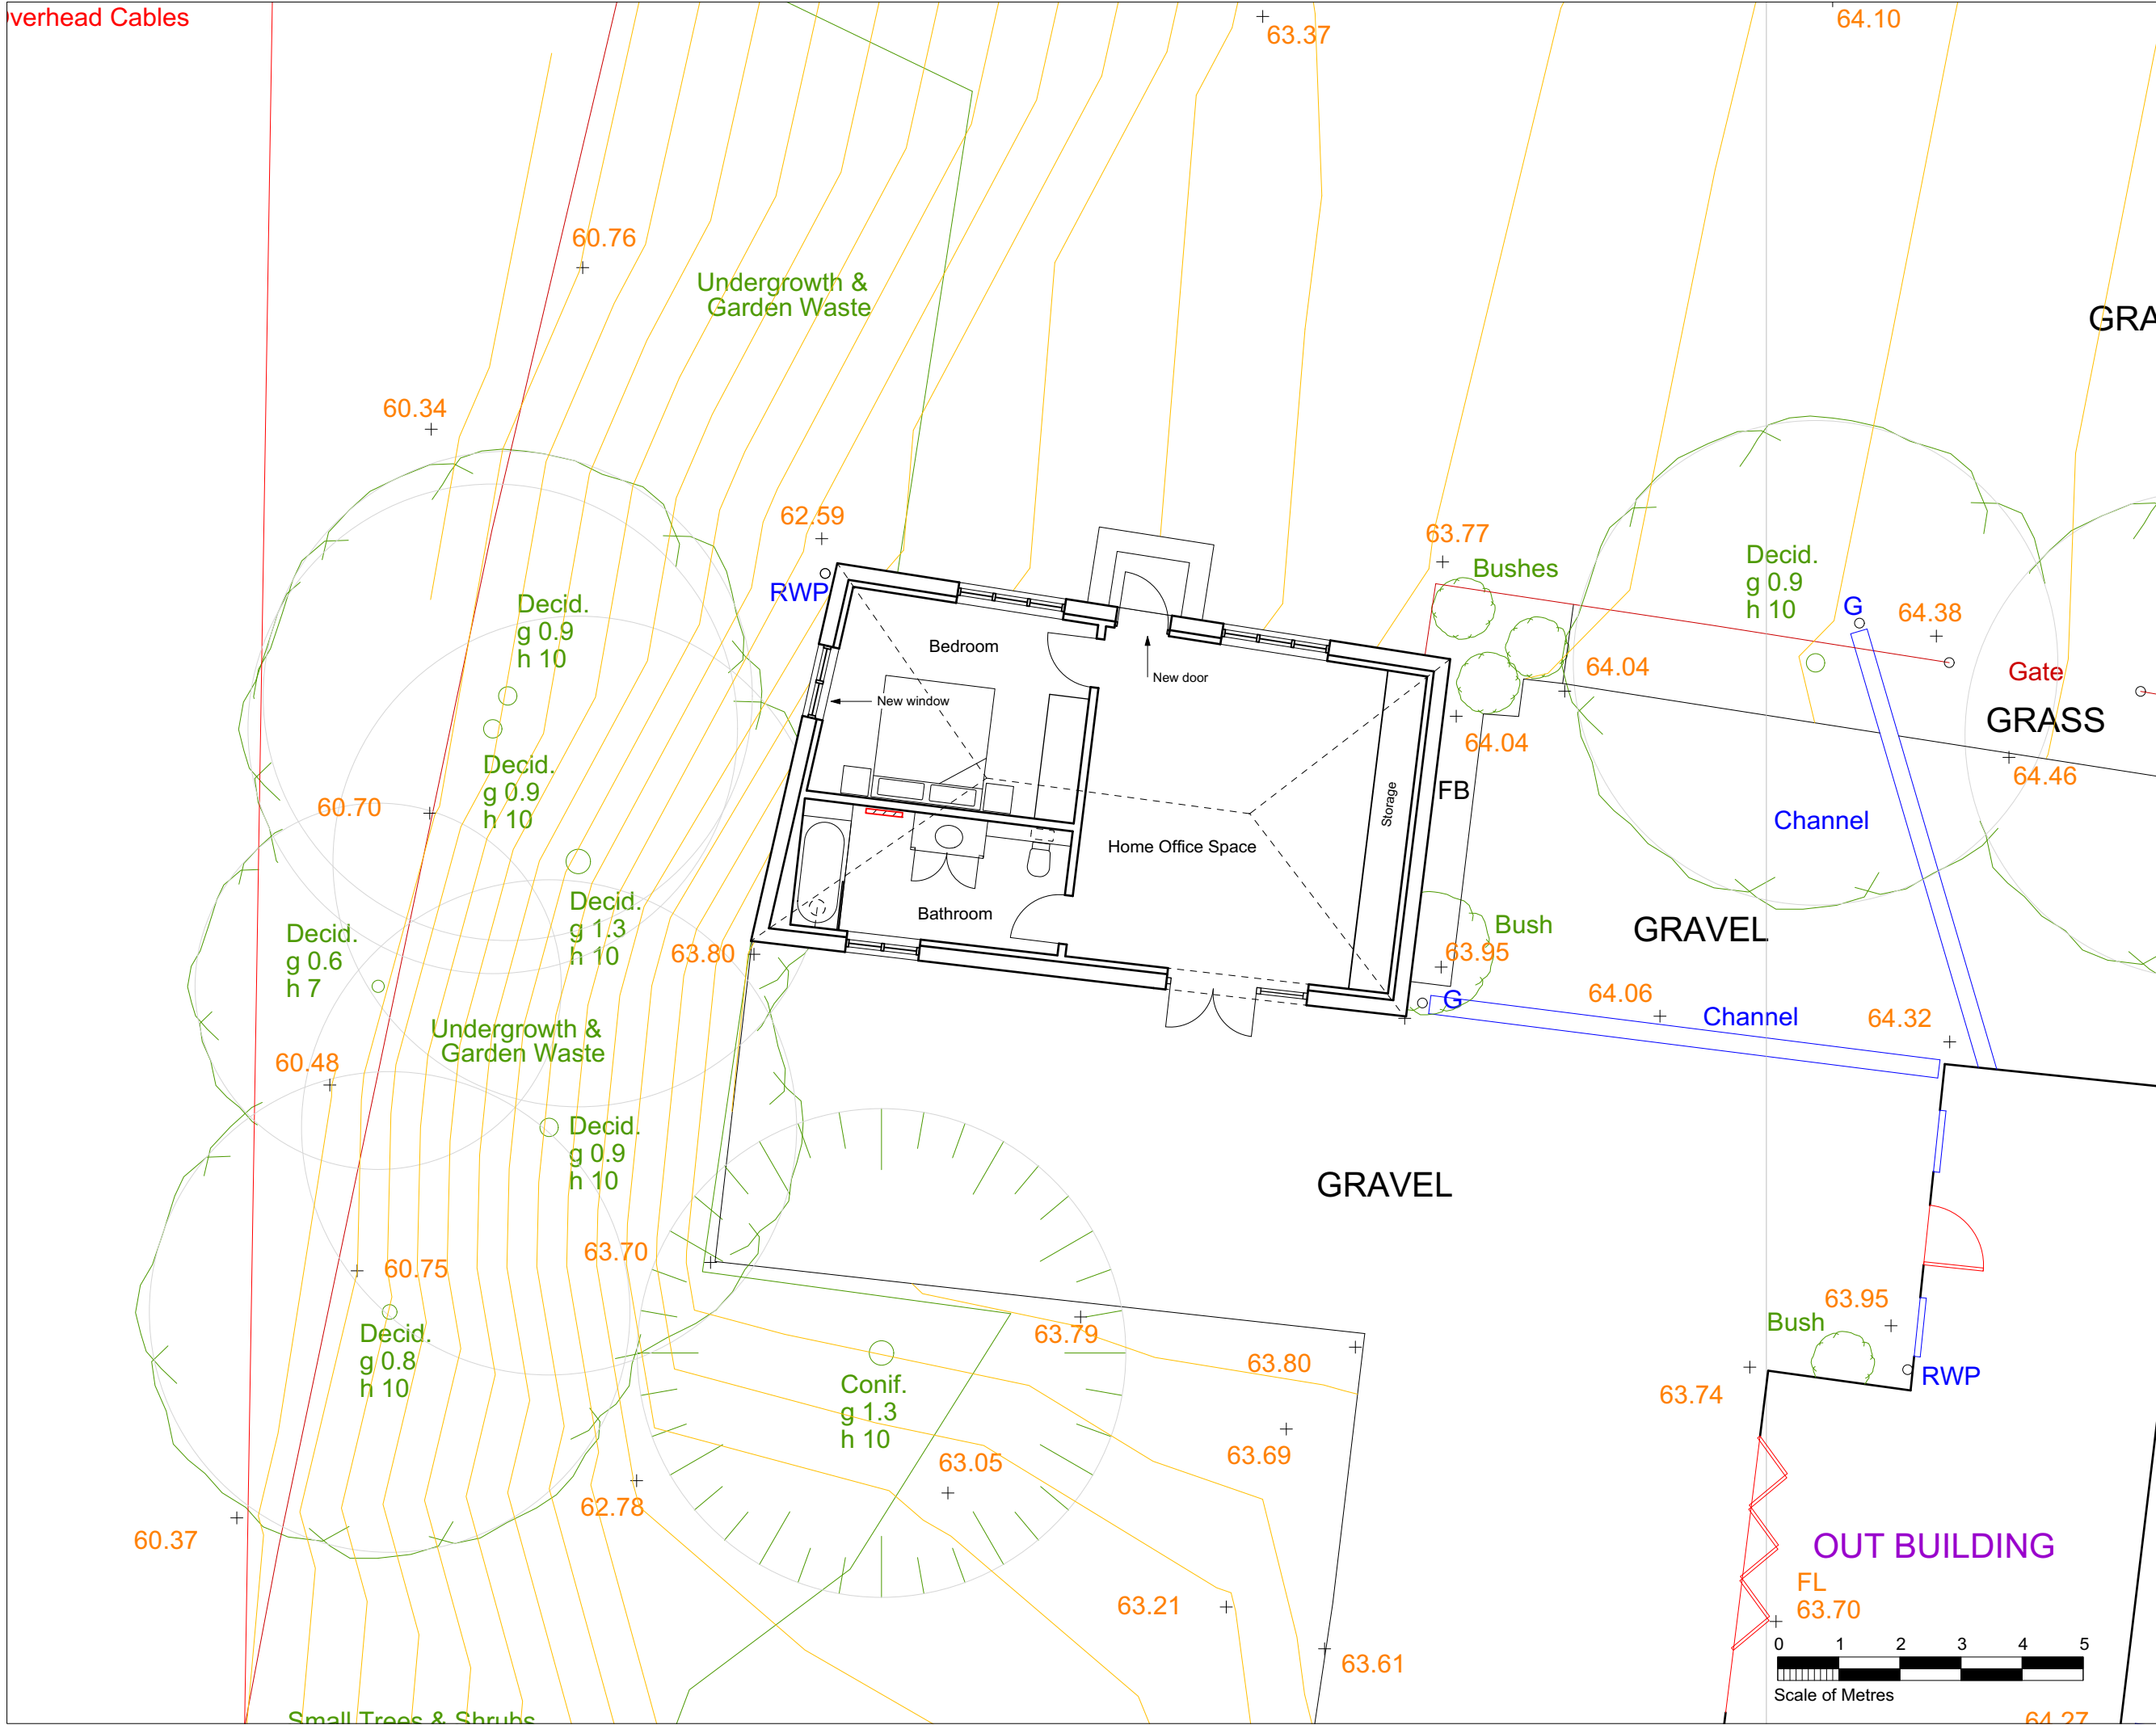 verhead Cables
63.37
64.10
60.76
Undergrowth &
Garden Waste
GRA
60.34
62.59
63.77
Bushes
RWP
Decid.
g 0.9
h 10
Decid.
g 0.9
h 10
G
64.38
Bedroom
New door
64.04
Gate
New window
GRASS
64.04
64.46
Decid.
g 0.9
h 10
60.70
FB
Storage
Channel
Home Office Space
Decid.
g 1.3
h 10
Bathroom
Bush
GRAVEL
Decid.
g 0.6
h 7
63.80
63.95
G
64.06
Channel
64.32
Undergrowth &
Garden Waste
60.48
Decid.
g 0.9
h 10
GRAVEL
63.70
60.75
63.95
Bush
Decid.
g 0.8
h 10
63.79
63.80
RWP
63.74
Conif.
g 1.3
h 10
63.69
63.05
62.78
60.37
OUT BUILDING
FL
63.70
63.21
0 1 2 3 4 5
63.61
Scale of Metres
Small Trees & Shrubs
64.27